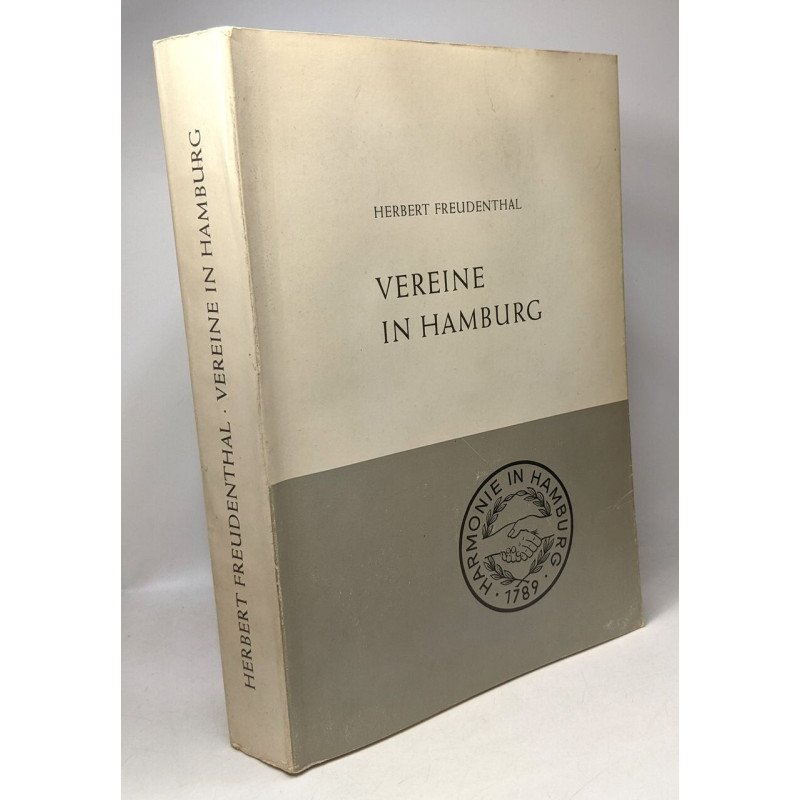 HERBERT FREUDENTHAL · VEREINE IN HAMBURG
HERBERT FREUDENTHAL
VEREINE
IN HAMBURG
HARMONIE IN HAMBURG
· 1789 ·